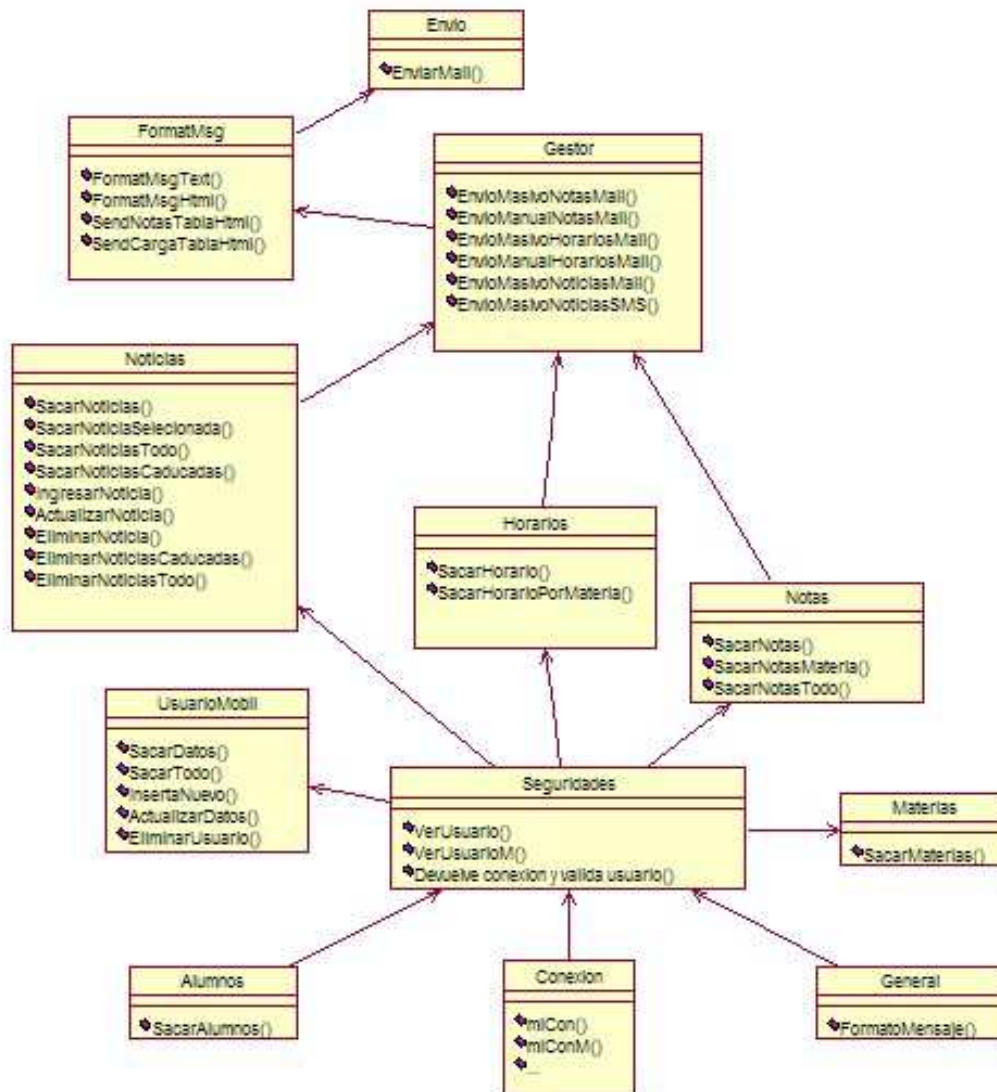 Envio
EnviarMail()
FormatMsg
FormatMsgText()
FormatMsgHtml()
SendNotasTablaHtml()
SendCargaTablaHtml()
Gestor
EnvioMasivoNotasMail()
EnvioManualNotasMail()
EnvioMasivoHorariosMail()
EnvioManualHorariosMail()
EnvioMasivoNoticiasMail()
EnvioMasivoNoticiasSMS()
Noticias
SacarNoticias()
SacarNoticiaSelecionada()
SacarNoticiasTodo()
SacarNoticiasCaducadas()
IngresarNoticia()
ActualizarNoticia()
EliminarNoticia()
EliminarNoticiasCaducadas()
EliminarNoticiasTodo()
Horarios
SacarHorario()
SacarHorarioPorMateria()
Notas
SacarNotas()
SacarNotasMateria()
SacarNotasTodo()
UsuarioMobil
SacarDatos()
SacarTodo()
InsertaNuevo()
ActualizarDatos()
EliminarUsuario()
Seguridades
VerUsuario()
VerUsuarioM()
Devuelve conexion y valida usuario()
Materias
SacarMaterias()
Alumnos
SacarAlumnos()
Conexion
miCon()
miConM()
...
General
FormatoMensaje()